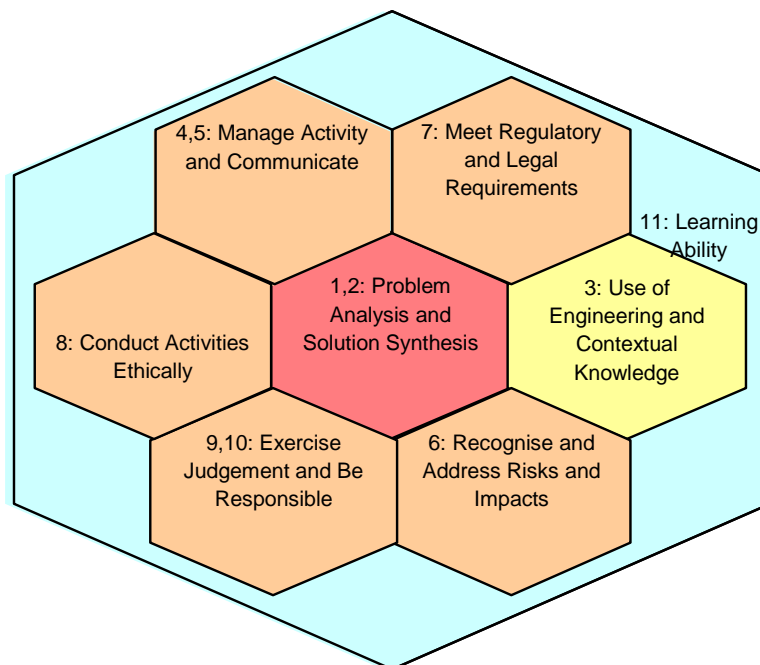 4,5: Manage Activity
and Communicate
7: Meet Regulatory
and Legal
Requirements
11: Learning
Ability
8: Conduct Activities
Ethically
1,2: Problem
Analysis and
Solution Synthesis
3: Use of
Engineering and
Contextual
Knowledge
9,10: Exercise
Judgement and Be
Responsible
6: Recognise and
Address Risks and
Impacts